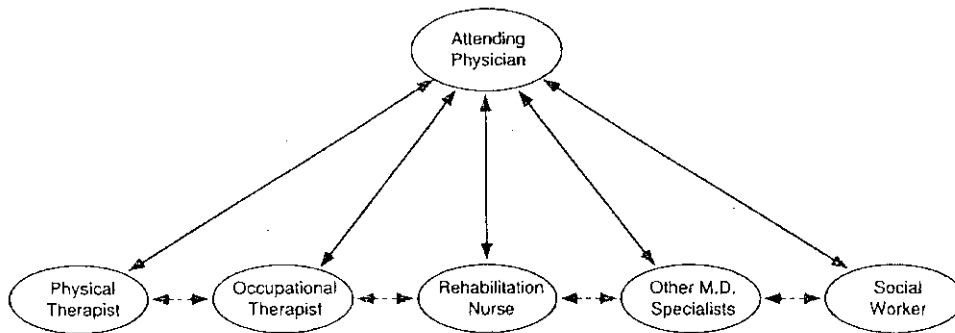 Attending
Physician
Physical
Therapist
Occupational
Therapist
Rehabilitation
Nurse
Other M.D.
Specialists
Social
Worker